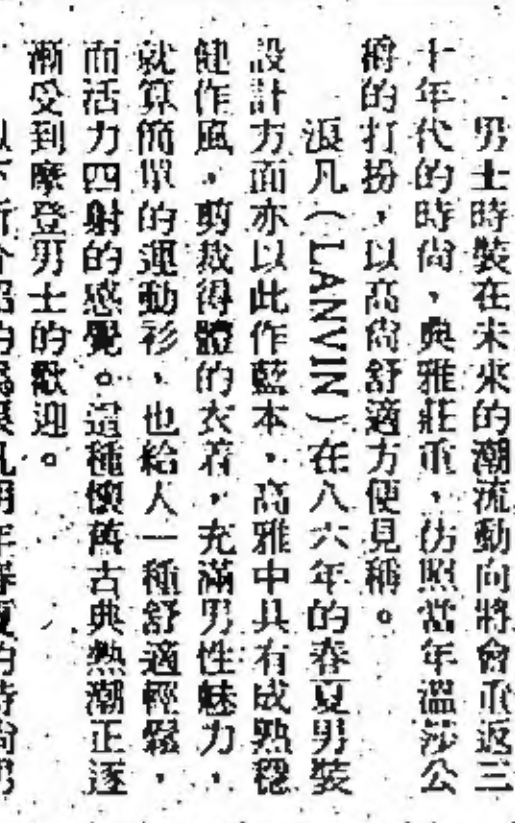 男士時裝在未來的潮流動向將會重返三
十年代的時尚，典雅莊重，仿照當年溫莎公
爵的打扮，以高尚舒適方便見稱。
浪凡（LANVIN）在八六年的春夏男裝
設計方面亦以此作藍本，高雅中具有成熟穩
健作風，剪裁得體的衣着，充滿男性魅力，
就算簡單的運動衫，也給人一種舒適輕鬆，
而活力四射的感覺。這種懷舊古典熱潮正逐
漸受到摩登男士的歡迎。